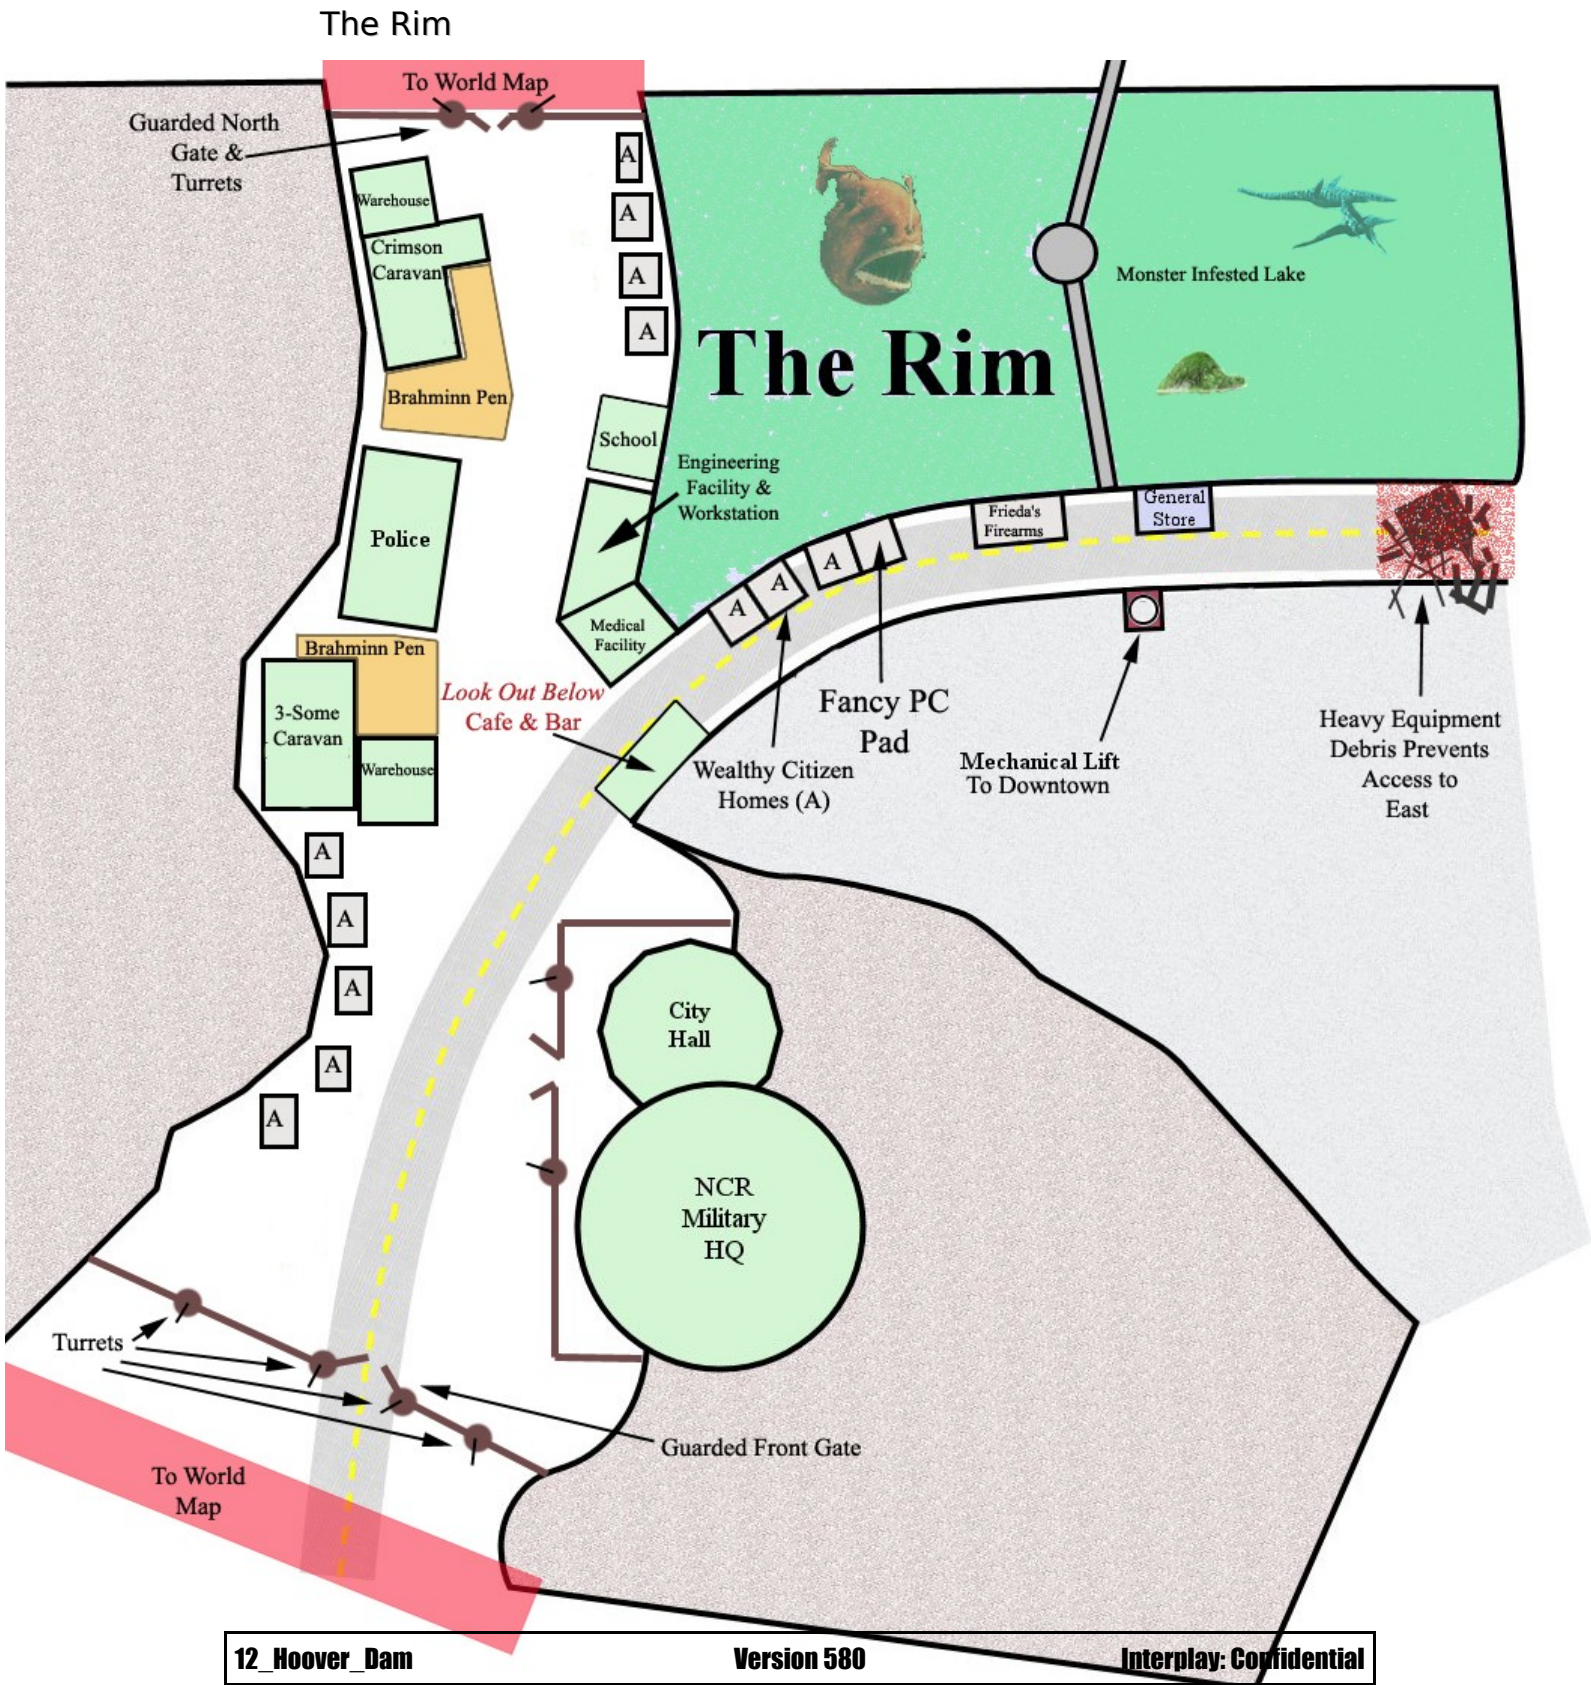 The Rim
To World Map
Guarded North
Gate &
Turrets
A
A
A
A
Warehouse
Crimson
Caravan
Brahminn Pen
Monster Infested Lake
The Rim
School
Engineering
Facility &
Workstation
Police
Frieda's
Firearms
General
Store
A
A
A
Medical
Facility
Brahminn Pen
3-Some
Caravan
Warehouse
Look Out Below
Cafe & Bar
Fancy PC
Pad
Wealthy Citizen
Homes (A)
Mechanical Lift
To Downtown
Heavy Equipment
Debris Prevents
Access to
East
A
A
A
A
A
City
Hall
NCR
Military
HQ
Turrets
Guarded Front Gate
To World
Map
12_Hoover_Dam Version 580 Interplay: Confidential